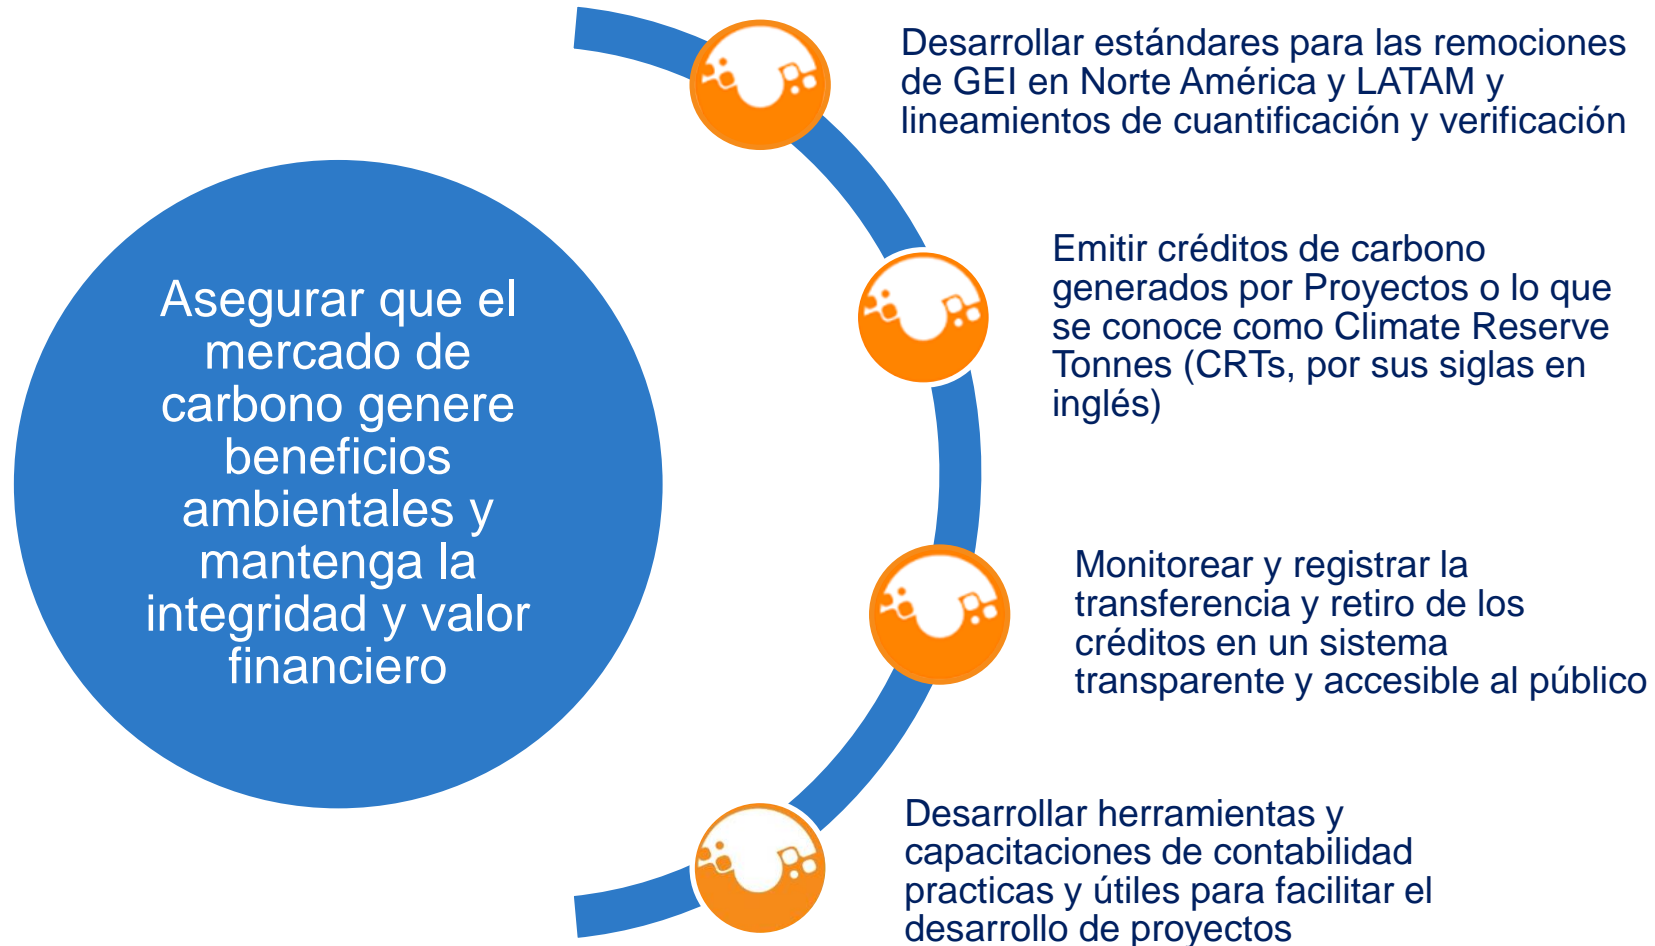 Asegurar que el
mercado de
carbono genere
beneficios
ambientales y
mantenga la
integridad y valor
financiero
Desarrollar estándares para las remociones
de GEI en Norte América y LATAM y
lineamientos de cuantificación y verificación
Emitir créditos de carbono
generados por Proyectos o lo que
se conoce como Climate Reserve
Tonnes (CRTs, por sus siglas en
inglés)
Monitorear y registrar la
transferencia y retiro de los
créditos en un sistema
transparente y accesible al público
Desarrollar herramientas y
capacitaciones de contabilidad
practicas y útiles para facilitar el
desarrollo de proyectos